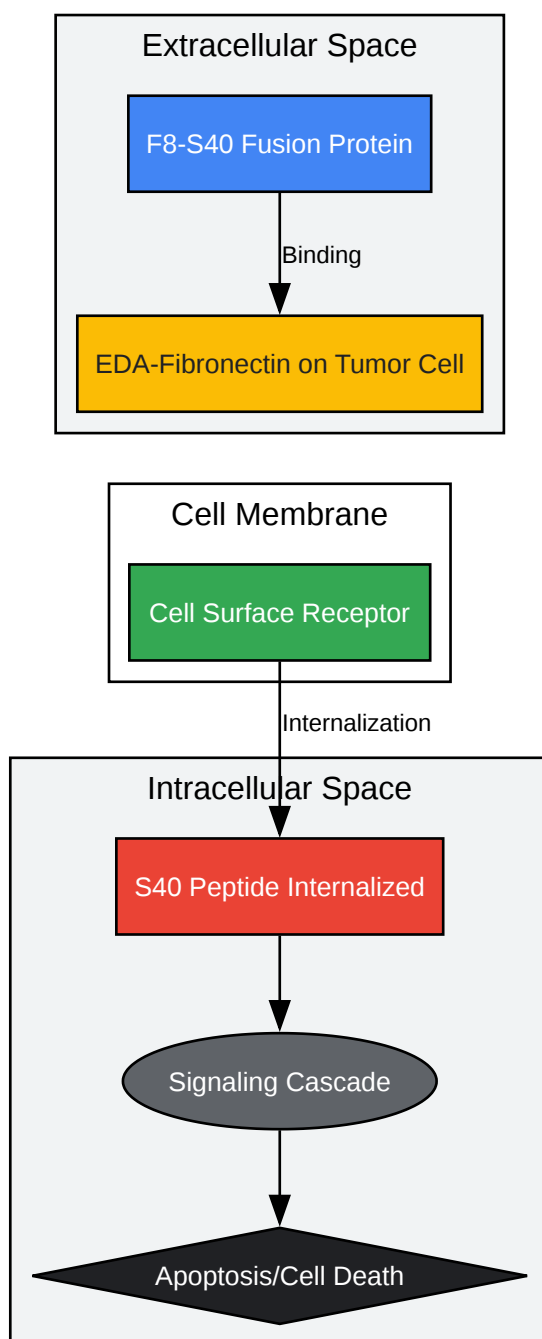 Extracellular Space
F8-S40 Fusion Protein
Binding
EDA-Fibronectin on Tumor Cell
Cell Membrane
Cell Surface Receptor
Internalization
Intracellular Space
S40 Peptide Internalized
Signaling Cascade
Apoptosis/Cell Death